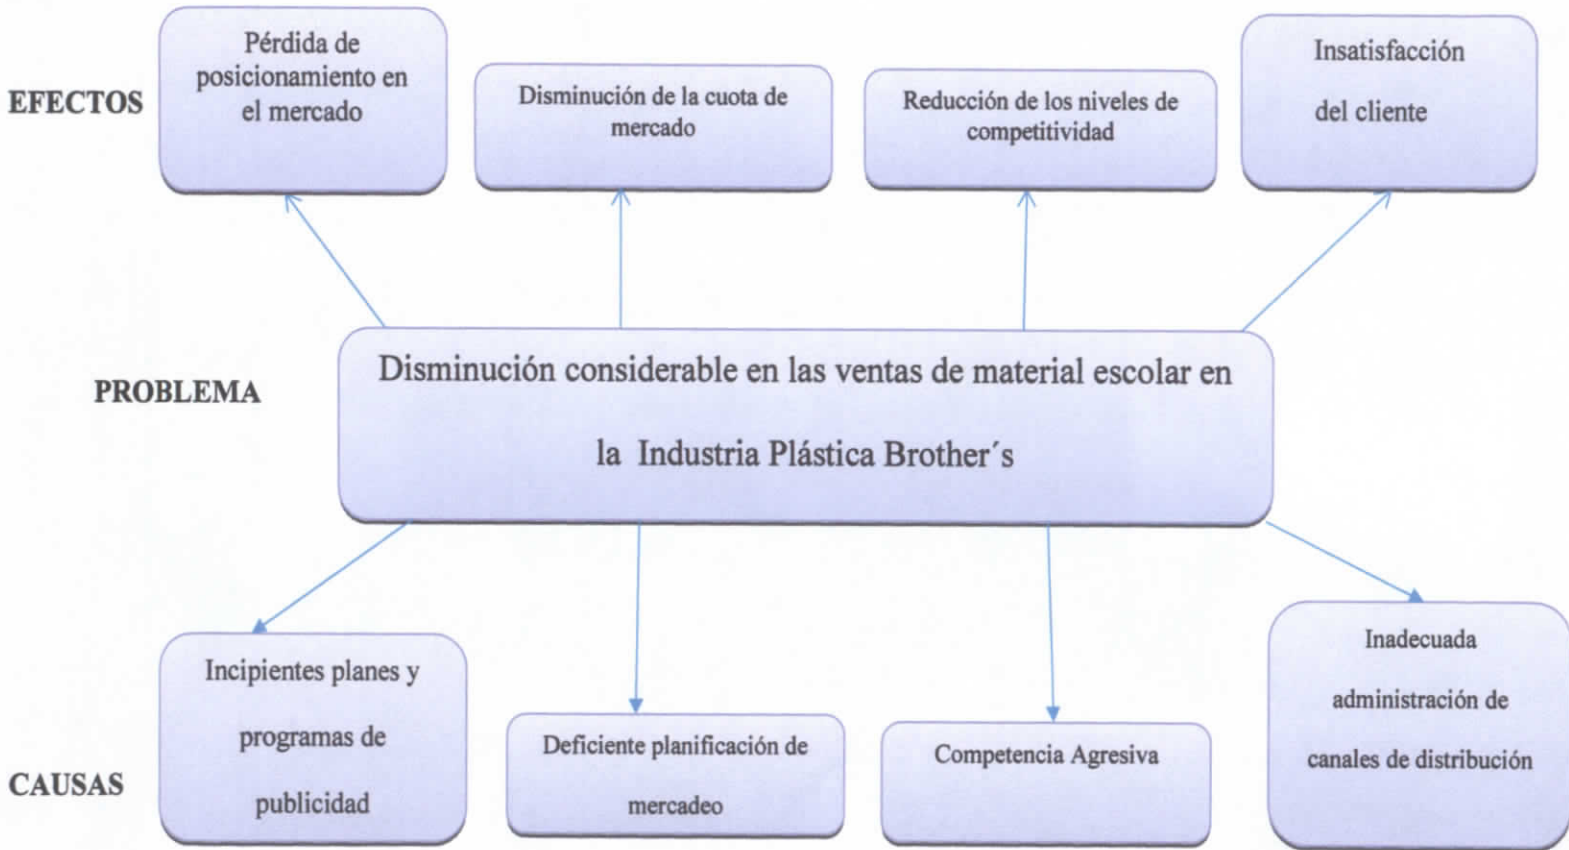 EFECTOS
Pérdida de
posicionamiento en
el mercado
Disminución de la cuota de
mercado
Reducción de los niveles de
competitividad
Insatisfacción
del cliente
PROBLEMA
Disminución considerable en las ventas de material escolar en
la Industria Plástica Brother´s
CAUSAS
Incipientes planes y
programas de
publicidad
Deficiente planificación de
mercadeo
Competencia Agresiva
Inadecuada
administración de
canales de distribución